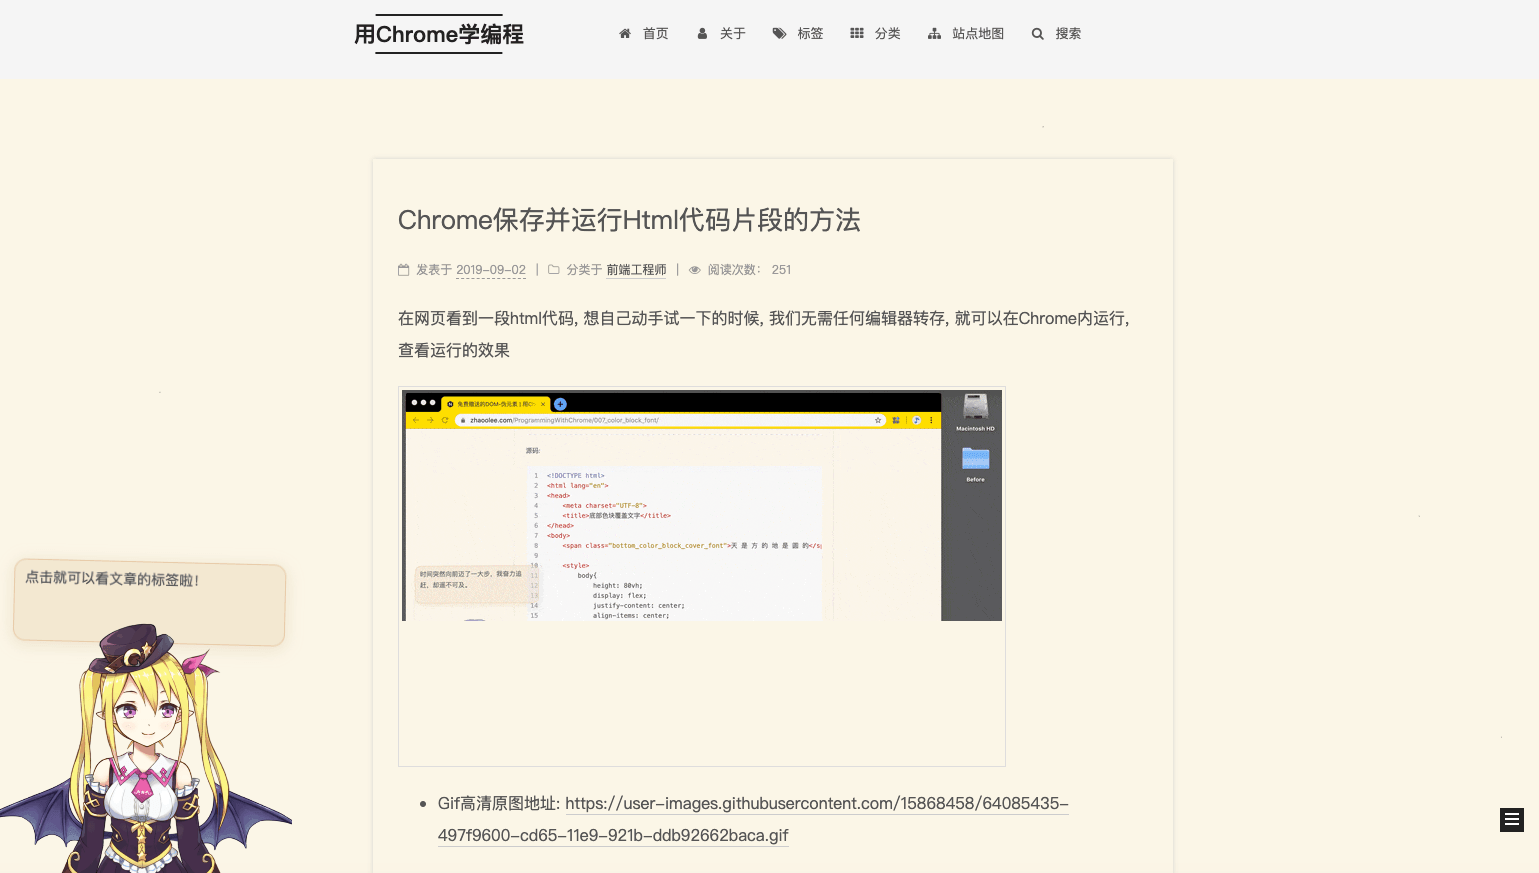 用Chrome学编程
首页 关于 标签 分类 站点地图 搜索
Chrome保存并运行Html代码片段的方法
发表于 2019-09-02 | 分类于 前端工程师 | 阅读次数： 251
在网页看到一段html代码, 想自己动手试一下的时候, 我们无需任何编辑器转存, 就可以在Chrome内运行,
查看运行的效果
zhaoolee.com/ProgrammingWithChrome/007_color_block_font/
Macintosh HD
Before
源码:
1 <!DOCTYPE html>
2 <html lang="en">
3 <head>
4 <meta charset="UTF-8">
5 <title>底部色块覆盖文字</title>
6 </head>
7 <body>
8 <span class="bottom_color_block_cover_font">天 是 方 的 地 是 圆 的</sp
9
10 <style>
11 body{
12 height: 80vh;
13 display: flex;
14 justify-content: center;
15 align-items: center;
时间突然向前迈了一大步，我奋力追
赶，却遥不可及。
点击就可以看文章的标签啦！
Gif高清原图地址: https://user-images.githubusercontent.com/15868458/64085435-
497f9600-cd65-11e9-921b-ddb92662baca.gif